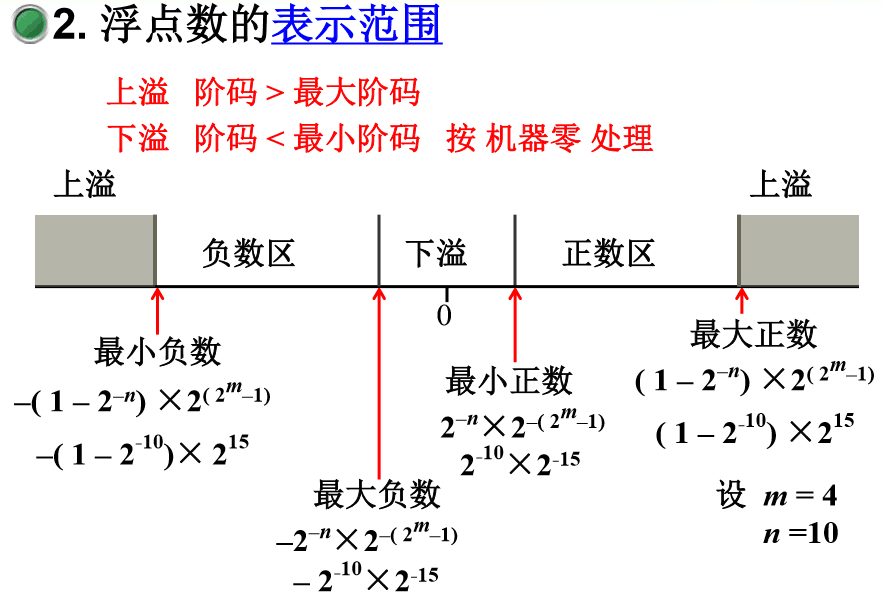 2. 浮点数的表示范围
上溢 阶码 > 最大阶码
下溢 阶码 < 最小阶码 按 机器零 处理
上溢 上溢
负数区 下溢 正数区
0
最小负数
–( 1 – 2⁻ⁿ) ×2^( 2^m–1)
–( 1 – 2⁻¹⁰)× 2¹⁵
最大负数
–2⁻ⁿ×2^–( 2^m–1)
– 2⁻¹⁰×2⁻¹⁵
最小正数
2⁻ⁿ×2^–( 2^m–1)
2⁻¹⁰×2⁻¹⁵
最大正数
( 1 – 2⁻ⁿ) ×2^( 2^m–1)
( 1 – 2⁻¹⁰) ×2¹⁵
设 m = 4
n =10